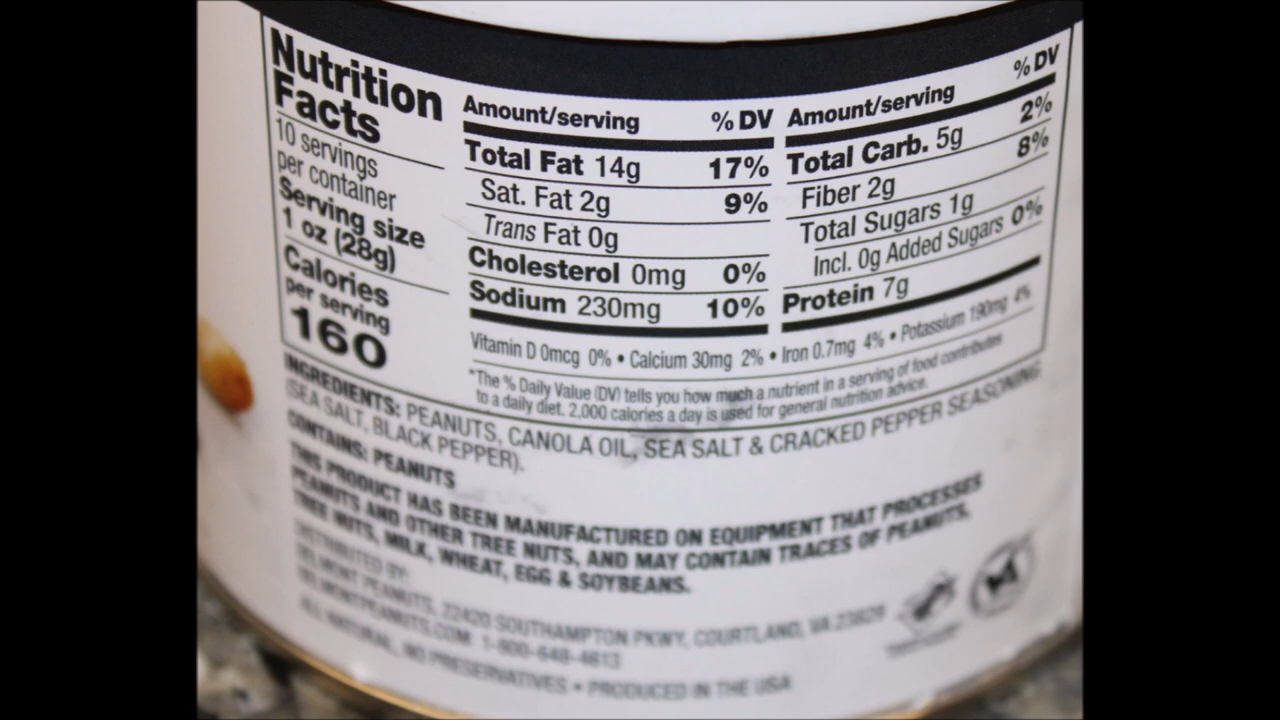 Nutrition
Facts
10 servings
per container
Serving size
1 oz (28g)
Calories
per serving
160
Amount/serving % DV
Total Fat 14g 17%
Sat. Fat 2g 9%
Trans Fat 0g
Cholesterol 0mg 0%
Sodium 230mg 10%
Amount/serving % DV
Total Carb. 5g 2%
Fiber 2g 8%
Total Sugars 1g
Incl. 0g Added Sugars 0%
Protein 7g
Vitamin D 0mcg 0% • Calcium 30mg 2% • Iron 0.7mg 4% • Potassium 190mg 4%
*The % Daily Value (DV) tells you how much a nutrient in a serving of food contributes
to a daily diet. 2,000 calories a day is used for general nutrition advice.
INGREDIENTS: PEANUTS, CANOLA OIL, SEA SALT & CRACKED PEPPER SEASONING
(SEA SALT, BLACK PEPPER).
CONTAINS: PEANUTS
THIS PRODUCT HAS BEEN MANUFACTURED ON EQUIPMENT THAT PROCESSES
PEANUTS AND OTHER TREE NUTS, AND MAY CONTAIN TRACES OF PEANUTS,
TREE NUTS, MILK, WHEAT, EGG & SOYBEANS.
DISTRIBUTED BY:
BELMONT PEANUTS, 22420 SOUTHAMPTON PKWY, COURTLAND, VA
BELMONTPEANUTS.COM 1-800-648-4613
ALL NATURAL, NO PRESERVATIVES • PRODUCED IN THE USA